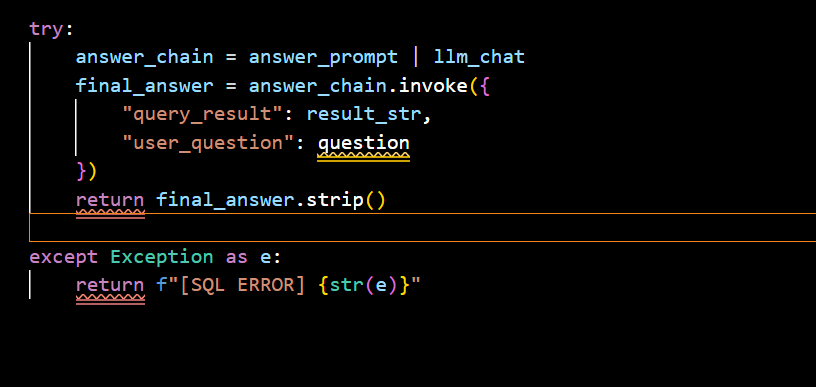 try:
    answer_chain = answer_prompt | llm_chat
    final_answer = answer_chain.invoke({
        "query_result": result_str,
        "user_question": question
    })
    return final_answer.strip()
except Exception as e:
    return f"[SQL ERROR] {str(e)}"